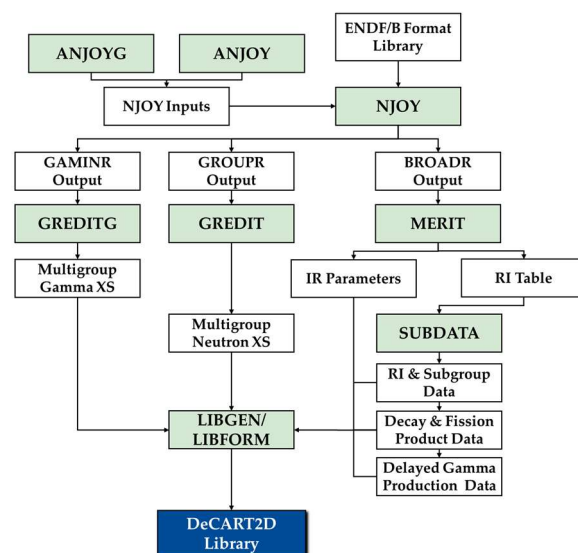 ENDF/B Format
Library
ANJOYG
ANJOY
NJOY Inputs
NJOY
GAMINR
Output
GROUPR
Output
BROADR
Output
GREDITG
GREDIT
MERIT
Multigroup
Gamma XS
IR Parameters
RI Table
Multigroup
Neutron XS
SUBDATA
RI & Subgroup
Data
LIBGEN/
LIBFORM
Decay & Fission
Product Data
Delayed Gamma
Production Data
DeCART2D
Library